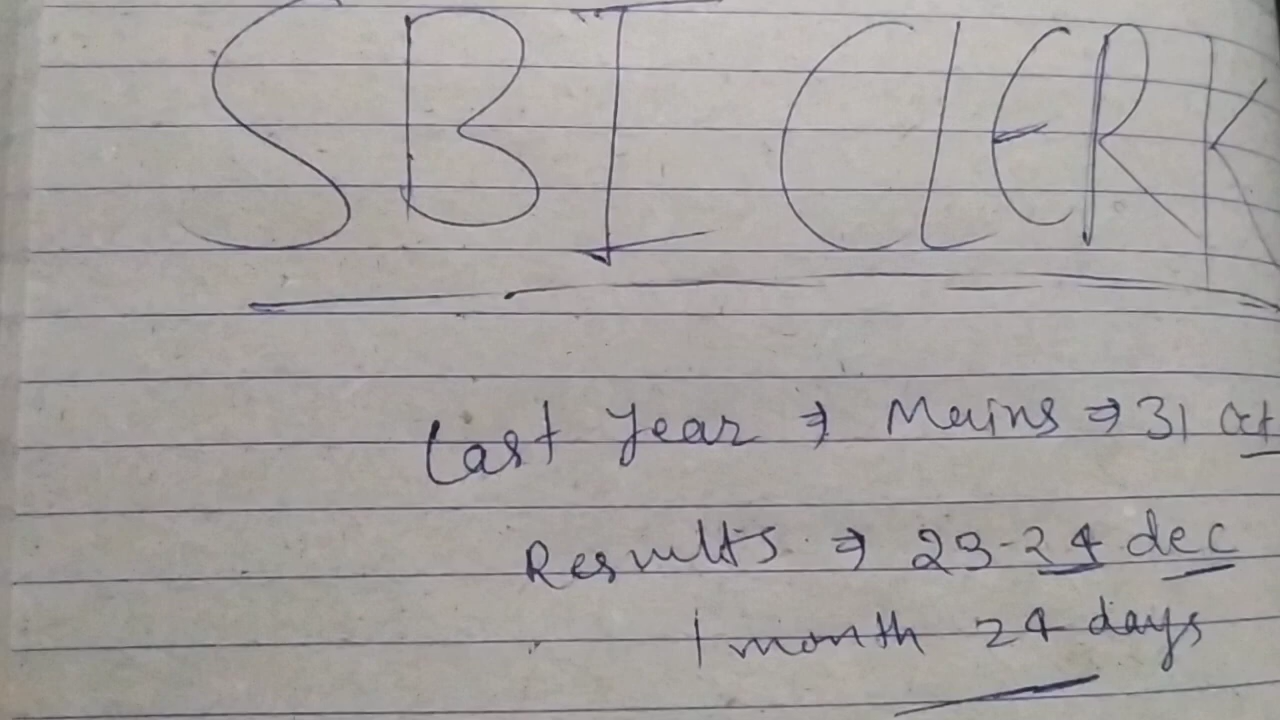 SBI CLERK
Last Year ⇒ Mains ⇒ 31 Oct
Results ⇒ 23-24 dec
1 month 24 days